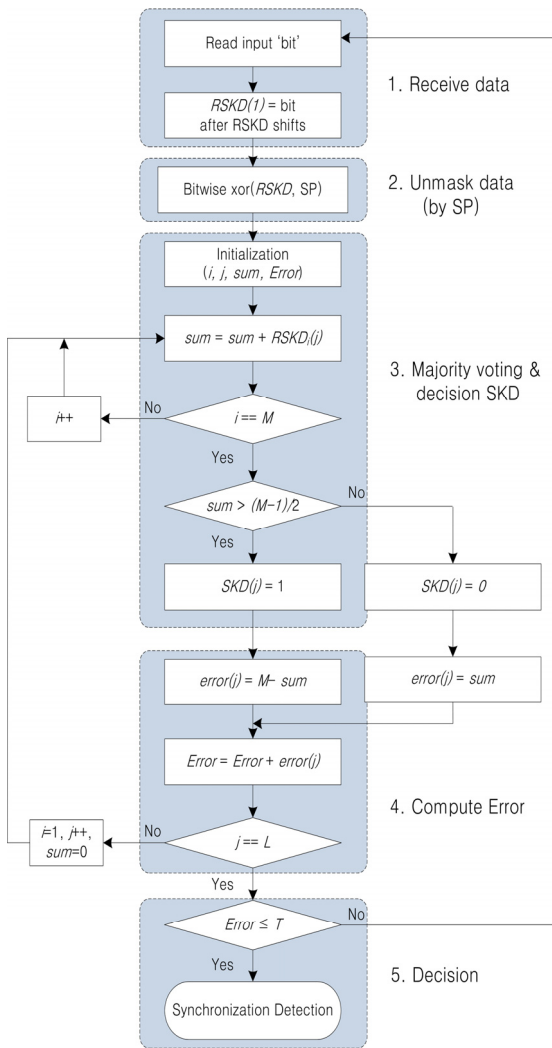 Read input ‘bit’
1. Receive data
RSKD(1) = bit
after RSKD shifts
2. Unmask data
(by SP)
Bitwise xor(RSKD, SP)
Initialization
(i, j, sum, Error)
sum = sum + RSKDᵢ(j)
3. Majority voting &
decision SKD
i++
No
i == M
Yes
sum > (M−1)/2
No
Yes
SKD(j) = 1
SKD(j) = 0
error(j) = M− sum
error(j) = sum
Error = Error + error(j)
4. Compute Error
i=1, j++,
sum=0
No
j == L
Yes
Error ≤ T
No
Yes
5. Decision
Synchronization Detection